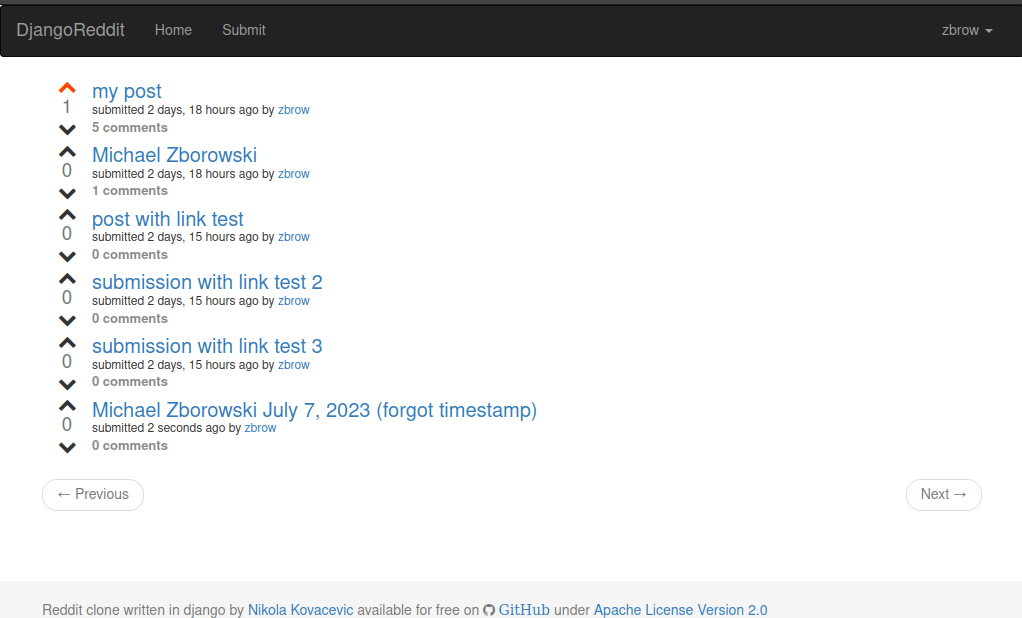 DjangoReddit Home Submit zbrow
my post
1
submitted 2 days, 18 hours ago by zbrow
5 comments
Michael Zborowski
0
submitted 2 days, 18 hours ago by zbrow
1 comments
post with link test
0
submitted 2 days, 15 hours ago by zbrow
0 comments
submission with link test 2
0
submitted 2 days, 15 hours ago by zbrow
0 comments
submission with link test 3
0
submitted 2 days, 15 hours ago by zbrow
0 comments
Michael Zborowski July 7, 2023 (forgot timestamp)
0
submitted 2 seconds ago by zbrow
0 comments
← Previous Next →
Reddit clone written in django by Nikola Kovacevic available for free on GitHub under Apache License Version 2.0